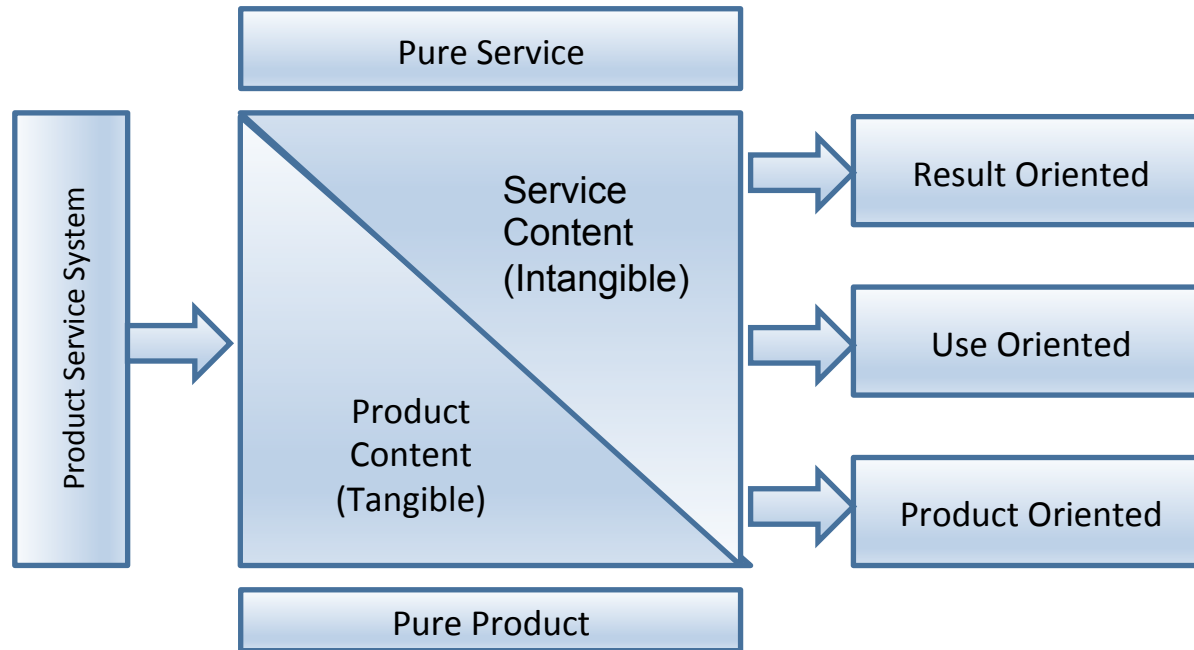 Pure Service
Product Service System
Service
Content
(Intangible)
Product
Content
(Tangible)
Result Oriented
Use Oriented
Product Oriented
Pure Product